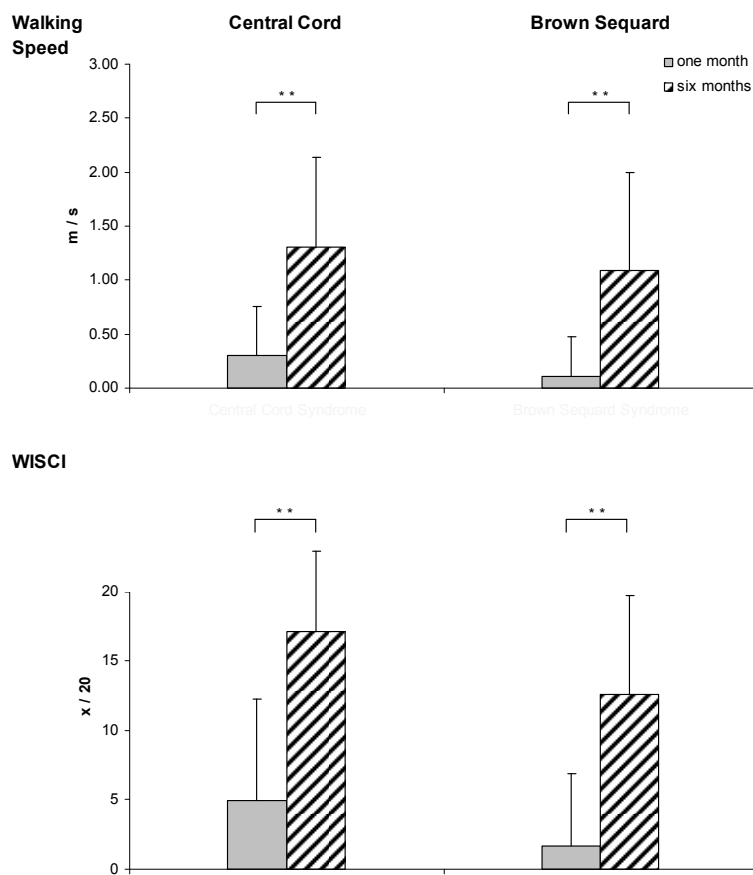 Walking
Speed
Central Cord
Brown Sequard
one month
six months
3.00
2.50
2.00
1.50
1.00
0.50
0.00
m / s
* *
* *
Central Cord Syndrome
Brown Sequard Syndrome
WISCI
* *
* *
20
15
10
5
0
x / 20